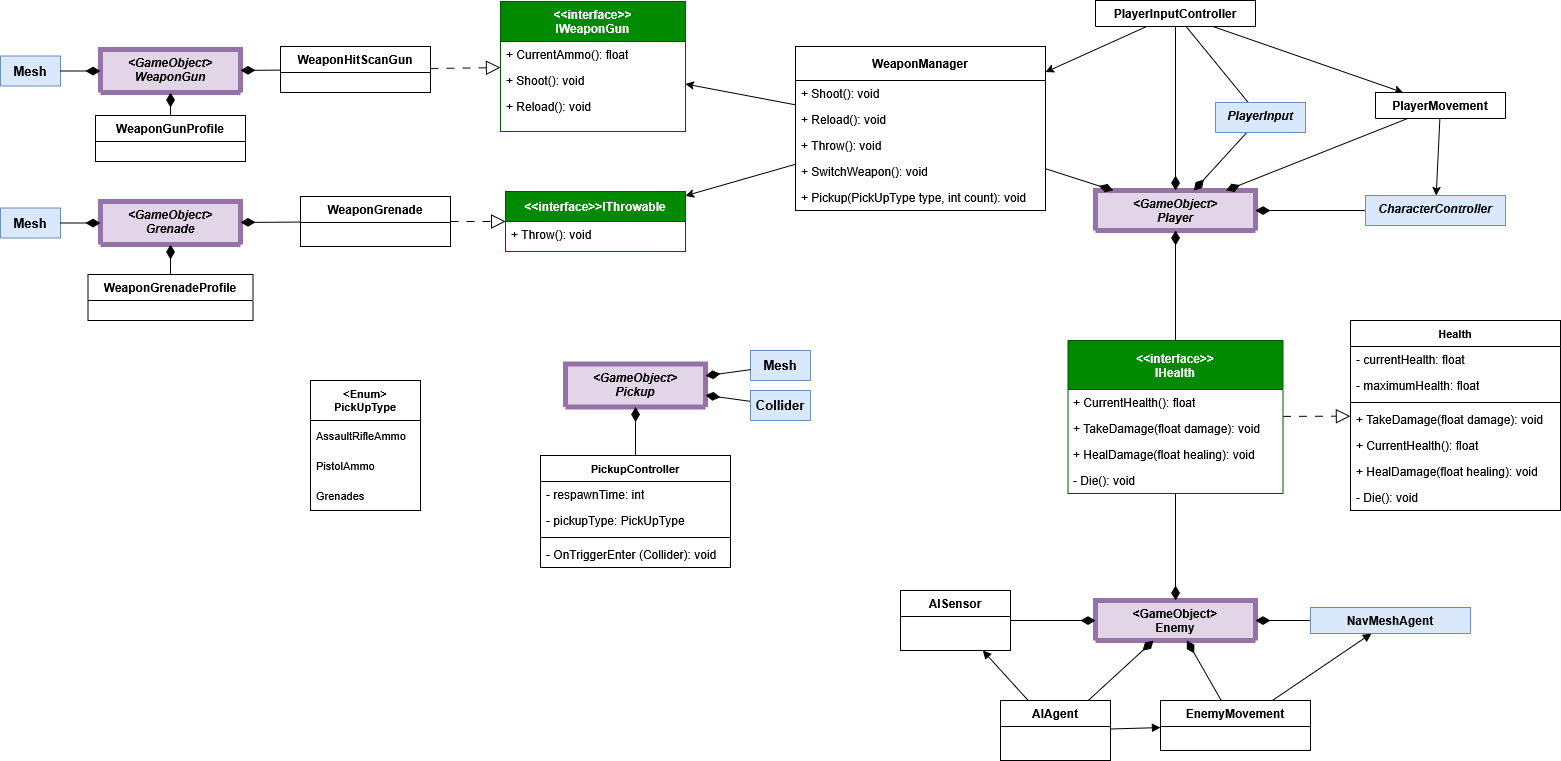 Mesh
<GameObject>
WeaponGun
WeaponGunProfile
WeaponHitScanGun
<<interface>>
IWeaponGun
+ CurrentAmmo(): float
+ Shoot(): void
+ Reload(): void
WeaponManager
+ Shoot(): void
+ Reload(): void
+ Throw(): void
+ SwitchWeapon(): void
+ Pickup(PickUpType type, int count): void
PlayerInputController
PlayerInput
PlayerMovement
<GameObject>
Player
CharacterController
Mesh
<GameObject>
Grenade
WeaponGrenadeProfile
WeaponGrenade
<<interface>>IThrowable
+ Throw(): void
<Enum>
PickUpType
AssaultRifleAmmo
PistolAmmo
Grenades
<GameObject>
Pickup
Mesh
Collider
PickupController
- respawnTime: int
- pickupType: PickUpType
- OnTriggerEnter (Collider): void
<<interface>>
IHealth
+ CurrentHealth(): float
+ TakeDamage(float damage): void
+ HealDamage(float healing): void
- Die(): void
Health
- currentHealth: float
- maximumHealth: float
+ TakeDamage(float damage): void
+ CurrentHealth(): float
+ HealDamage(float healing): void
- Die(): void
AISensor
<GameObject>
Enemy
NavMeshAgent
AIAgent
EnemyMovement